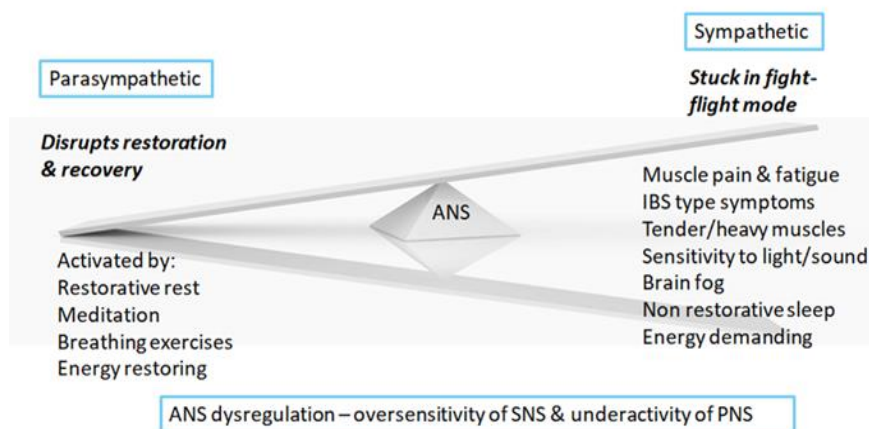 Sympathetic
Parasympathetic
Stuck in fight-
flight mode
Disrupts restoration
& recovery
ANS
Muscle pain & fatigue
IBS type symptoms
Tender/heavy muscles
Sensitivity to light/sound
Brain fog
Non restorative sleep
Energy demanding
Activated by:
Restorative rest
Meditation
Breathing exercises
Energy restoring
ANS dysregulation – oversensitivity of SNS & underactivity of PNS